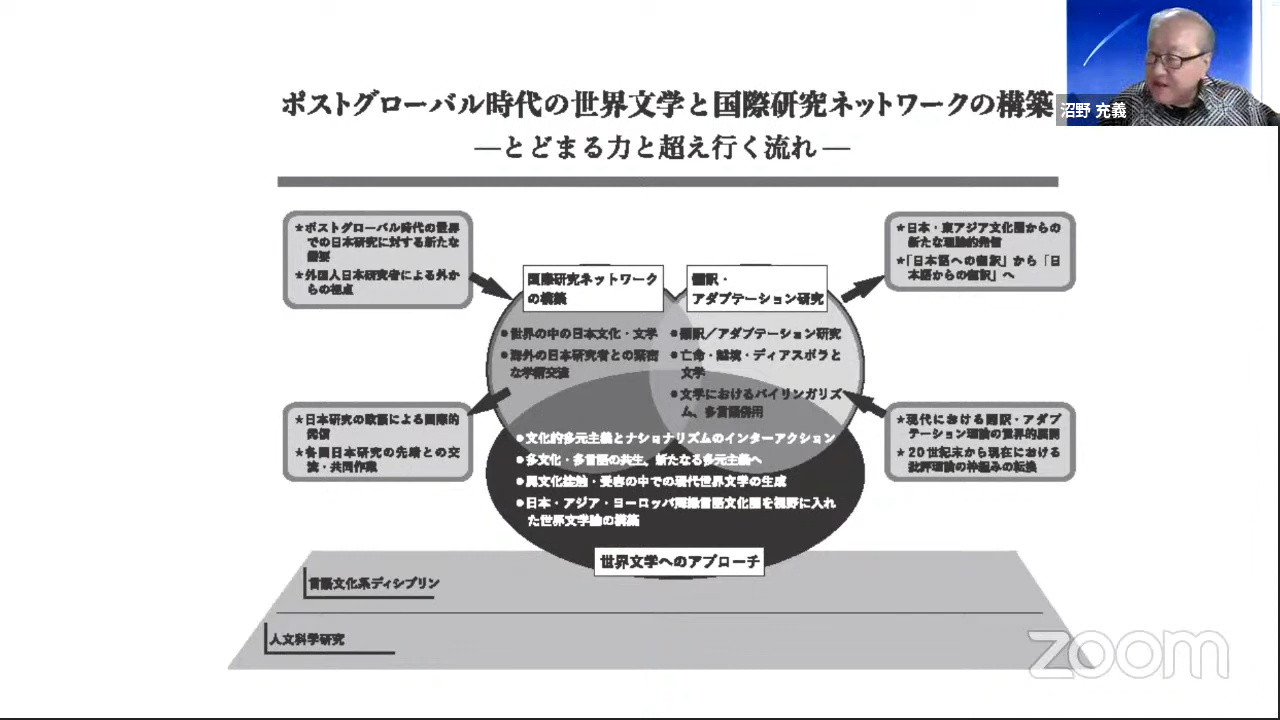 ポストグローバル時代の世界文学と国際研究ネットワークの構築
―とどまる力と超え行く流れ―
沼野 充義
★ポストグローバル時代の世界
での日本研究に対する新たな
需要
★外国人日本研究者による外か
らの視点
★日本・東アジア文化圏からの
新たな理論的発信
★「日本語への翻訳」から「日
本語からの翻訳」へ
国際研究ネットワーク
の構築
翻訳・
アダプテーション研究
●世界の中の日本文化・文学
●海外の日本研究者との緊密
な学術交流
●翻訳／アダプテーション研究
●亡命・越境・ディアスポラと
文学
●文学におけるバイリンガリズ
ム、多言語併用
★日本研究の改革による国際的
発信
★各国日本研究の先端との交
流・共同作業
★現代における翻訳・アダプ
テーション理論の世界的展開
★20世紀末から現在における
批評理論の枠組みの転換
●文化的多元主義とナショナリズムのインターアクション
●多文化・多言語の共生、新たなる多元主義へ
●異文化接触・受容の中での現代世界文学の生成
●日本・アジア・ヨーロッパ周縁言語文化圏を視野に入れ
た世界文学論の構築
世界文学へのアプローチ
言語文化系ディシプリン
人文科学研究
zoom